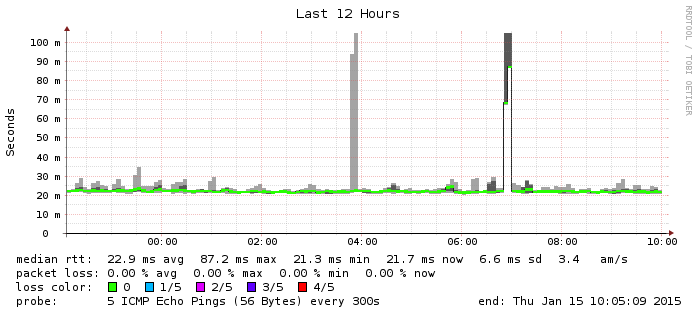 Last 12 Hours
RRDTOOL / TOBI OETIKER
Seconds
100 m
90 m
80 m
70 m
60 m
50 m
40 m
30 m
20 m
10 m
0
00:00 02:00 04:00 06:00 08:00 10:00
median rtt: 22.9 ms avg 87.2 ms max 21.3 ms min 21.7 ms now 6.6 ms sd 3.4 am/s
packet loss: 0.00 % avg 0.00 % max 0.00 % min 0.00 % now
loss color: 0 1/5 2/5 3/5 4/5
probe: 5 ICMP Echo Pings (56 Bytes) every 300s end: Thu Jan 15 10:05:09 2015